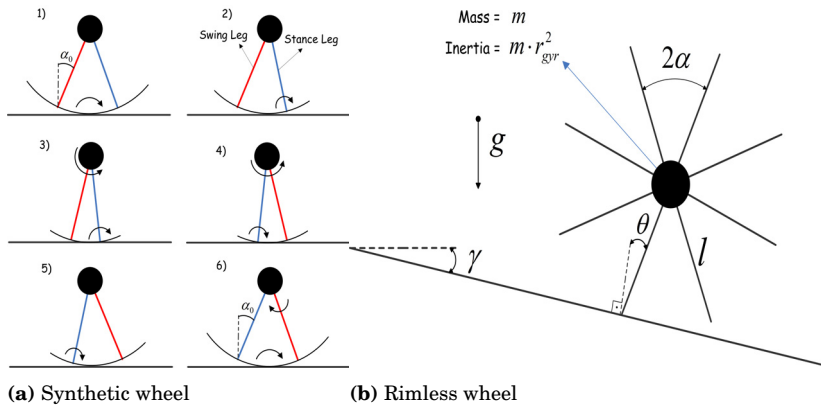 1)
α₀
2)
Swing Leg
Stance Leg
3)
4)
5)
6)
α₀
(a) Synthetic wheel
Mass = m
Inertia = m · r²gyr
2α
g
θ
l
γ
(b) Rimless wheel